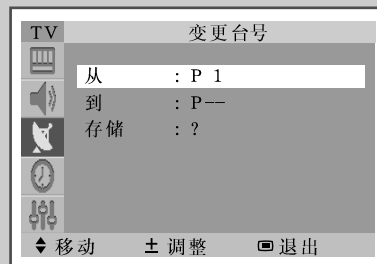 TV 变更台号
从 : P 1
到 : P--
存储 : ?
移动 ± 调整 退出